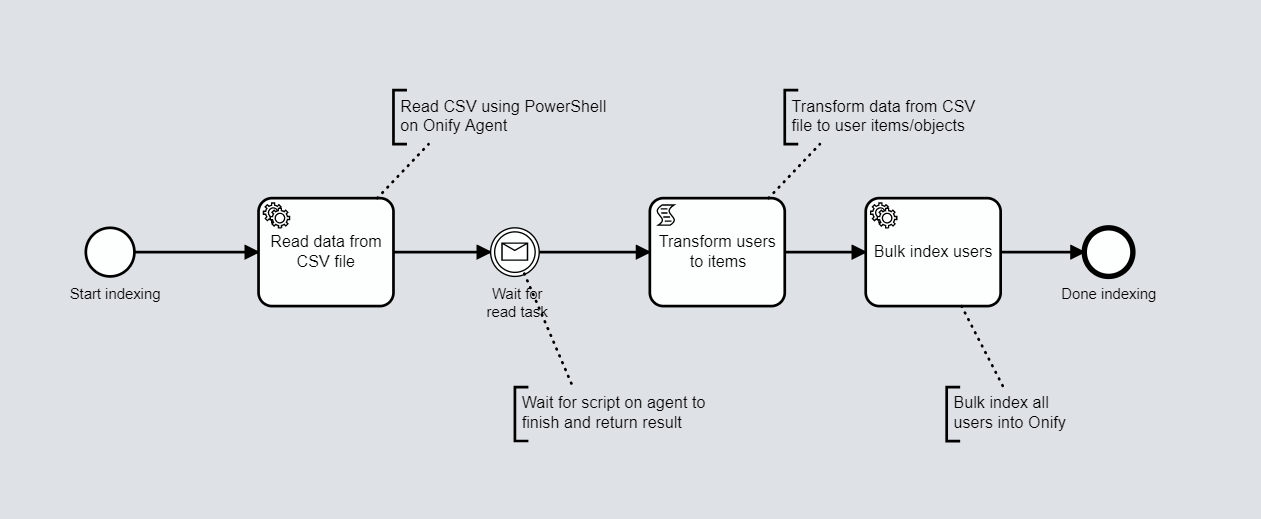 Read CSV using PowerShell
on Onify Agent
Transform data from CSV
file to user items/objects
Start indexing
Read data from
CSV file
Wait for
read task
Transform users
to items
Bulk index users
Done indexing
Wait for script on agent to
finish and return result
Bulk index all
users into Onify